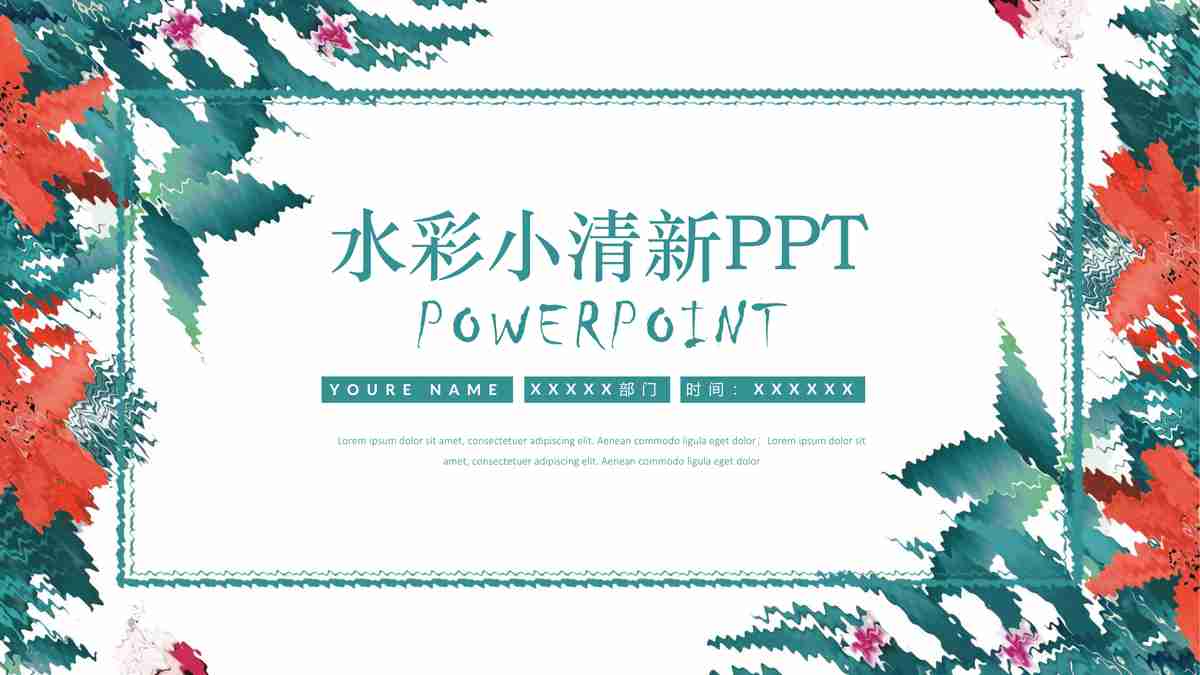 水彩小清新PPT
POWERPOINT
YOURE NAME XXXXX部门 时间：XXXXXX
Lorem ipsum dolor sit amet, consectetuer adipiscing elit. Aenean commodo ligula eget dolor；Lorem ipsum dolor sit
amet, consectetuer adipiscing elit. Aenean commodo ligula eget dolor